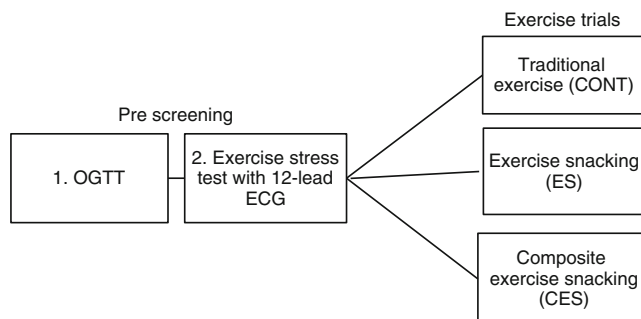 Exercise trials
Traditional
exercise (CONT)
Pre screening
1. OGTT
2. Exercise stress
test with 12-lead
ECG
Exercise snacking
(ES)
Composite
exercise snacking
(CES)